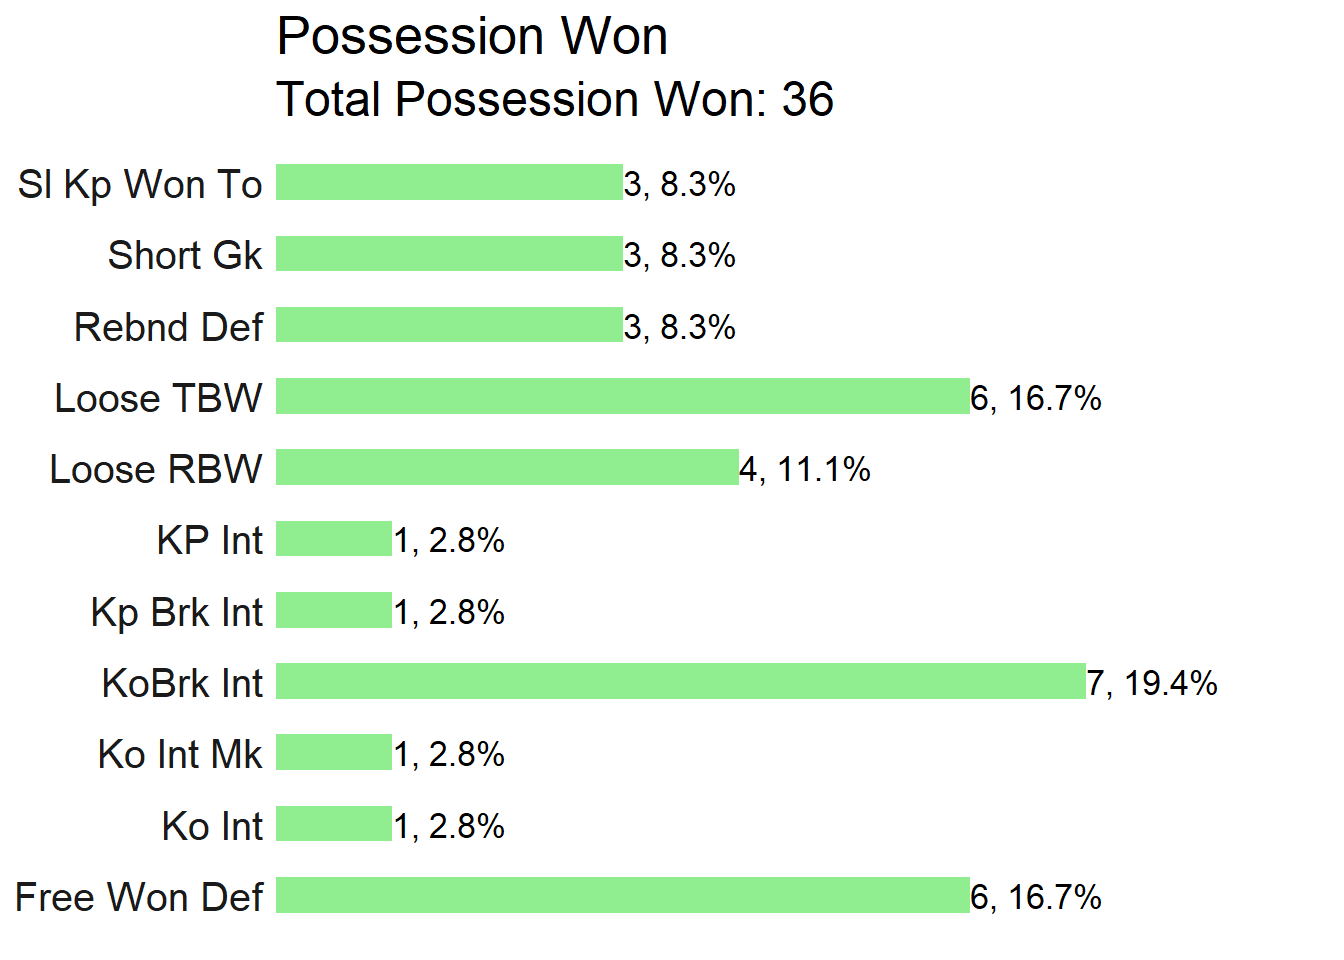 Possession Won
Total Possession Won: 36
Sl Kp Won To 3, 8.3%
Short Gk 3, 8.3%
Rebnd Def 3, 8.3%
Loose TBW 6, 16.7%
Loose RBW 4, 11.1%
KP Int 1, 2.8%
Kp Brk Int 1, 2.8%
KoBrk Int 7, 19.4%
Ko Int Mk 1, 2.8%
Ko Int 1, 2.8%
Free Won Def 6, 16.7%